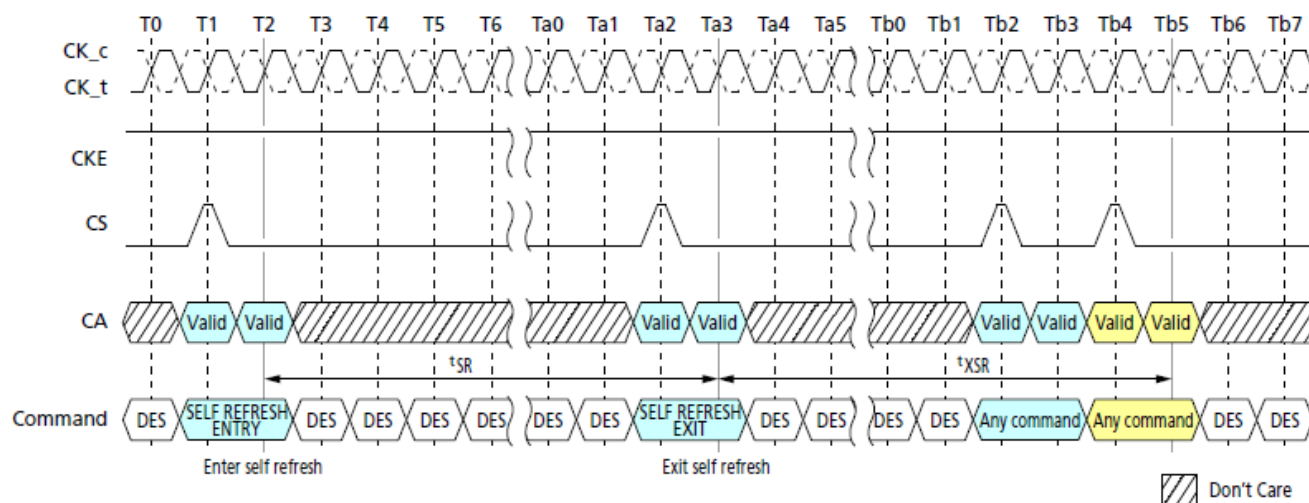 T0 T1 T2 T3 T4 T5 T6 Ta0 Ta1 Ta2 Ta3 Ta4 Ta5 Tb0 Tb1 Tb2 Tb3 Tb4 Tb5 Tb6 Tb7
CK_c
CK_t
CKE
CS
CA Valid Valid Valid Valid Valid Valid Valid Valid
tSR tXSR
Command DES SELF REFRESH ENTRY DES DES DES DES DES DES SELF REFRESH EXIT DES DES DES DES Any command Any command DES DES
Enter self refresh Exit self refresh
Don't Care